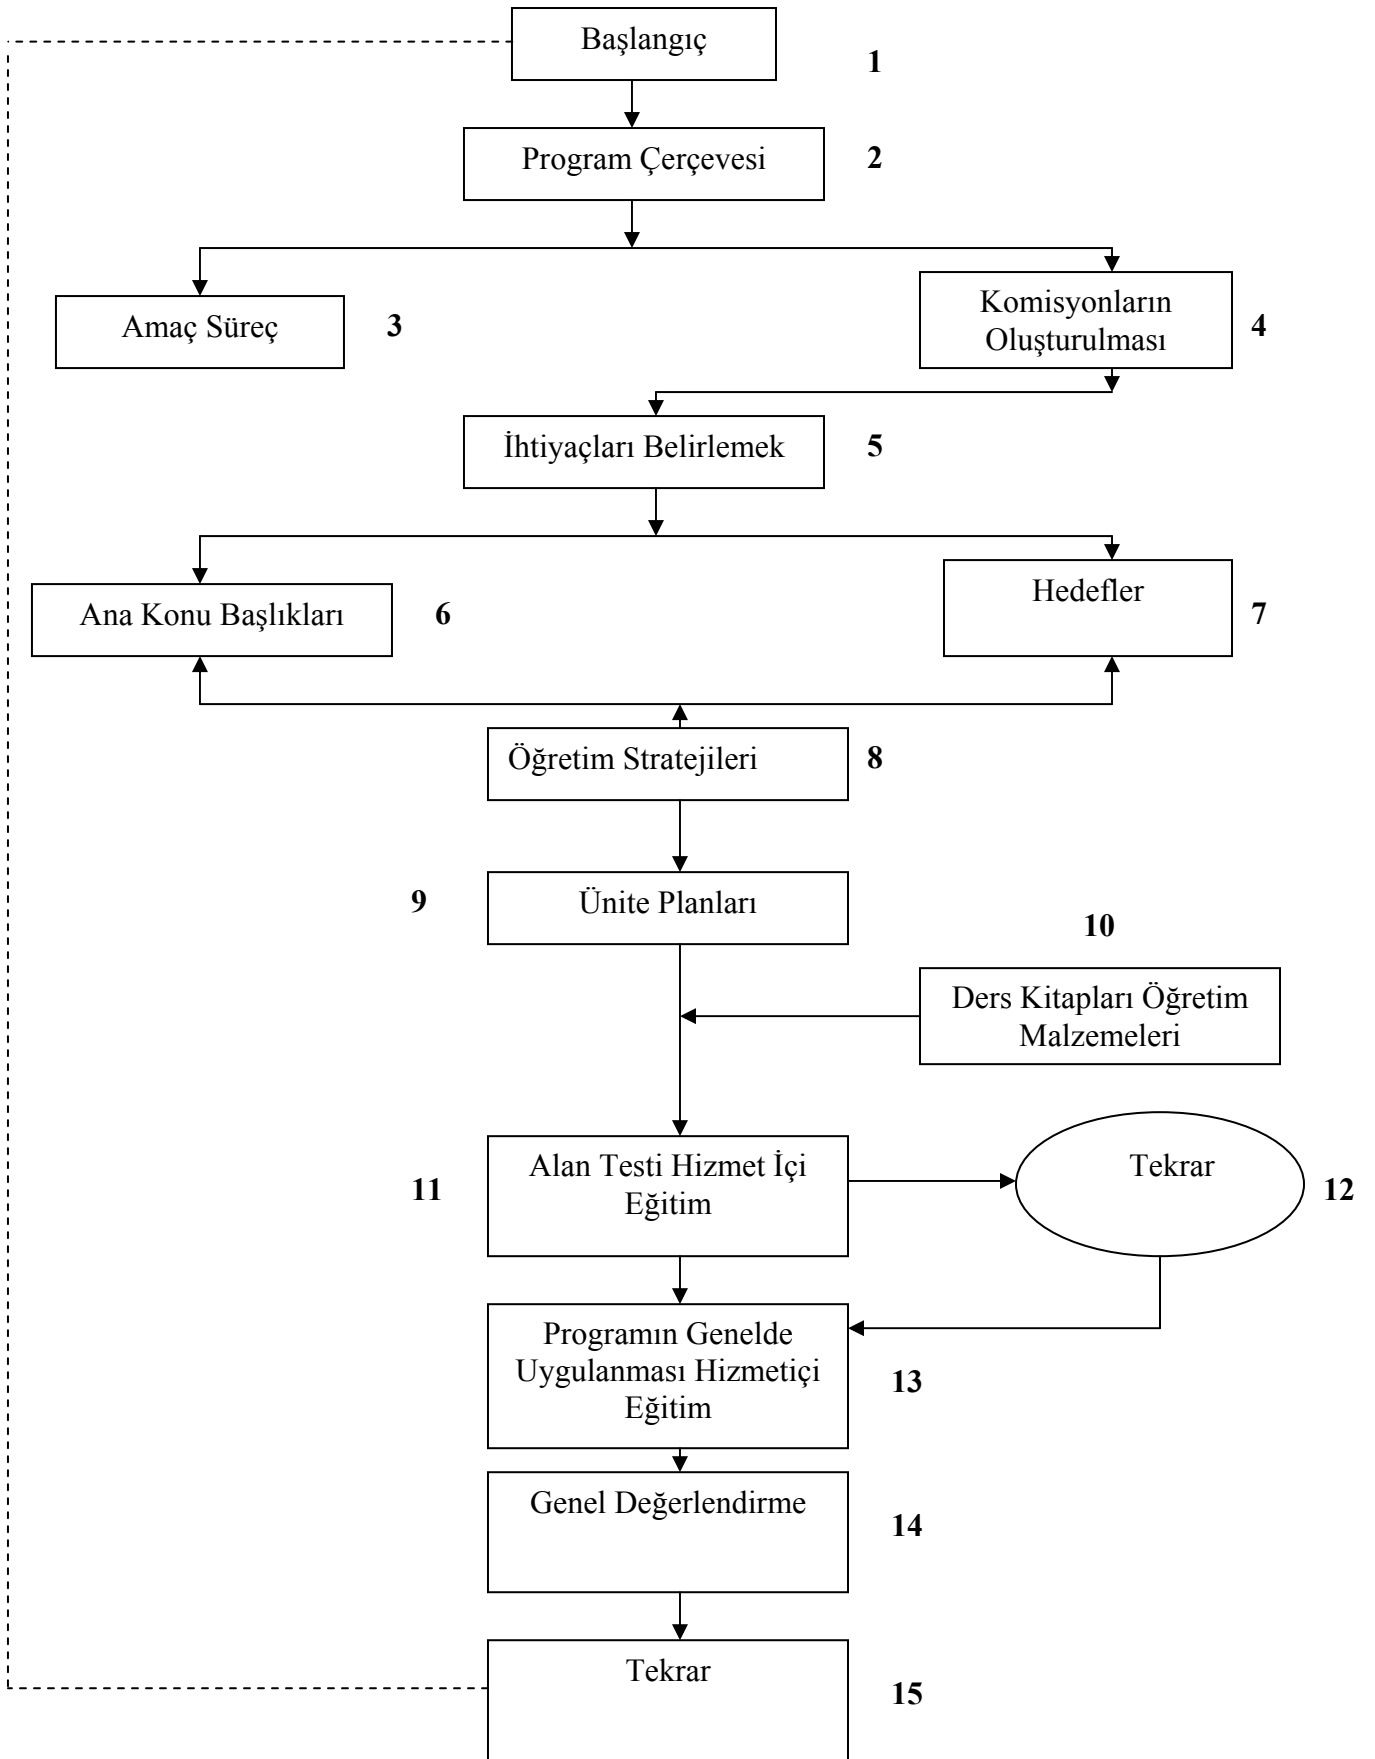 Başlangıç
1
Program Çerçevesi
2
Amaç Süreç
3
Komisyonların
Oluşturulması
4
İhtiyaçları Belirlemek
5
Ana Konu Başlıkları
6
Hedefler
7
Öğretim Stratejileri
8
9
Ünite Planları
10
Ders Kitapları Öğretim
Malzemeleri
11
Alan Testi Hizmet İçi
Eğitim
Tekrar
12
Programın Genelde
Uygulanması Hizmetiçi
Eğitim
13
Genel Değerlendirme
14
Tekrar
15